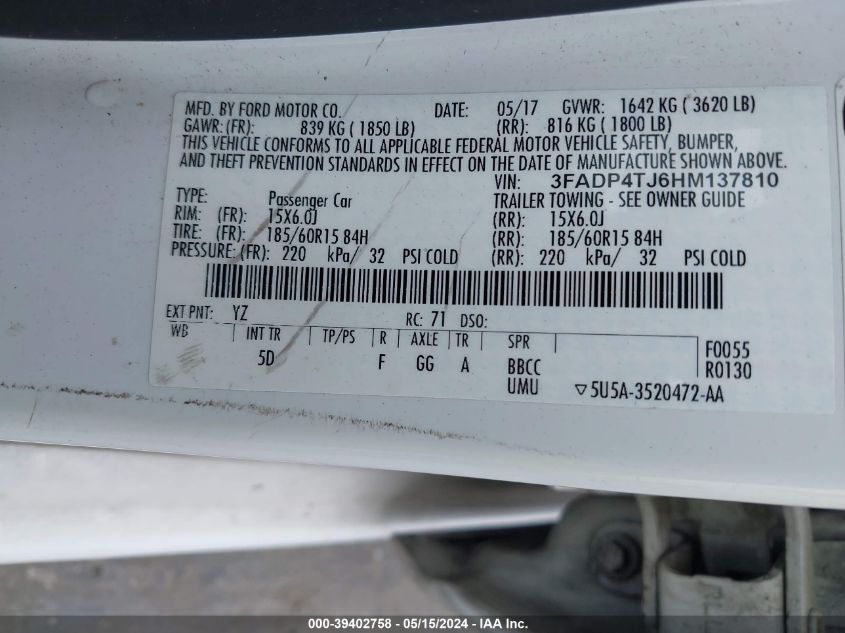 MFD. BY FORD MOTOR CO. DATE: 05/17 GVWR: 1642 KG ( 3620 LB)
GAWR: (FR): 839 KG ( 1850 LB) (RR): 816 KG ( 1800 LB)
THIS VEHICLE CONFORMS TO ALL APPLICABLE FEDERAL MOTOR VEHICLE SAFETY, BUMPER,
AND THEFT PREVENTION STANDARDS IN EFFECT ON THE DATE OF MANUFACTURE SHOWN ABOVE.
VIN: 3FADP4TJ6HM137810
TYPE: Passenger Car TRAILER TOWING - SEE OWNER GUIDE
RIM: (FR): 15X6.0J (RR): 15X6.0J
TIRE: (FR): 185/60R15 84H (RR): 185/60R15 84H
PRESSURE: (FR): 220 kPa/ 32 PSI COLD (RR): 220 kPa/ 32 PSI COLD
EXT PNT: YZ RC: 71 DSO:
WB INT TR TP/PS R AXLE TR SPR F0055
5D F GG A BBCC R0130
UMU ▽5U5A-3520472-AA
000-39402758 - 05/15/2024 - IAA Inc.